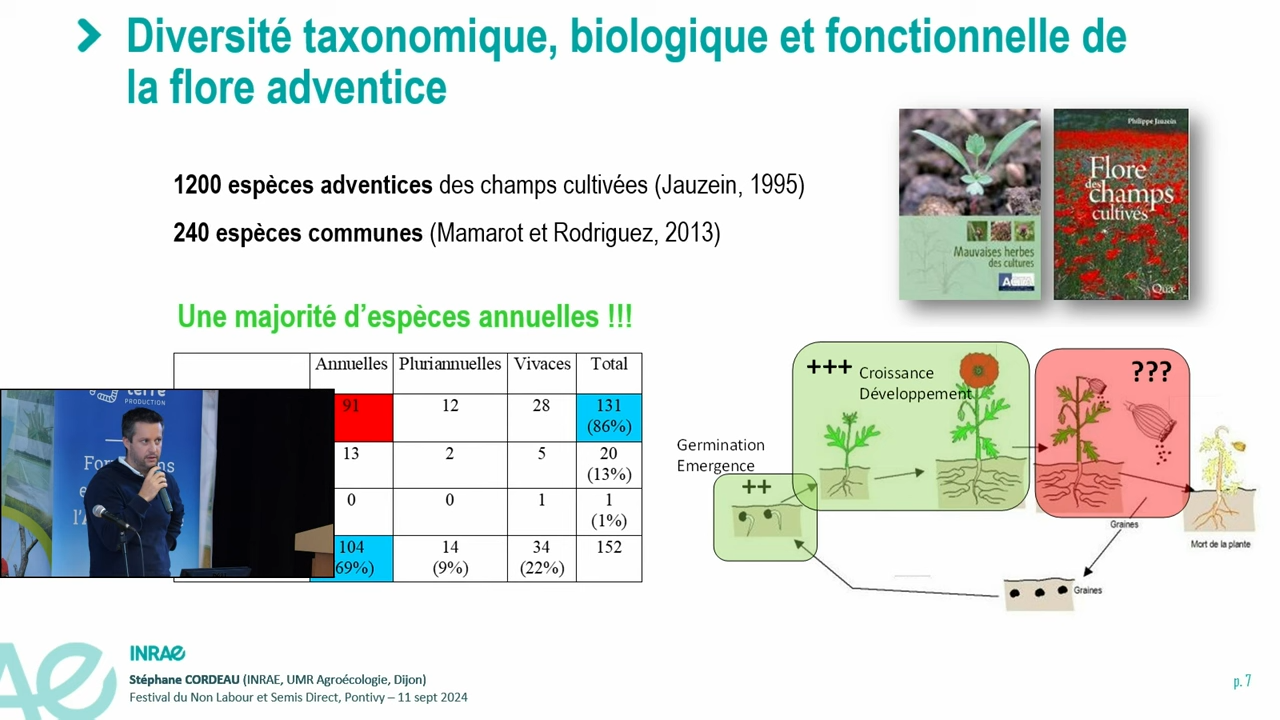 Diversité taxonomique, biologique et fonctionnelle de
la flore adventice
1200 espèces adventices des champs cultivées (Jauzein, 1995)
240 espèces communes (Mamarot et Rodriguez, 2013)
Mauvaises herbes
des cultures
Philippe Jauzein
Flore
des
champs
cultivés
Quæ
Une majorité d'espèces annuelles !!!
Annuelles Pluriannuelles Vivaces Total
91 12 28 131
(86%)
13 2 5 20
(13%)
0 0 1 1
(1%)
104 14 34 152
69%) (9%) (22%)
terre
PRODUCTION
+++ Croissance
Développement
???
Germination
Emergence
++
Graines
Mort de la plante
Graines
INRAE
Stéphane CORDEAU (INRAE, UMR Agroécologie, Dijon)
Festival du Non Labour et Semis Direct, Pontivy – 11 sept 2024
p. 7